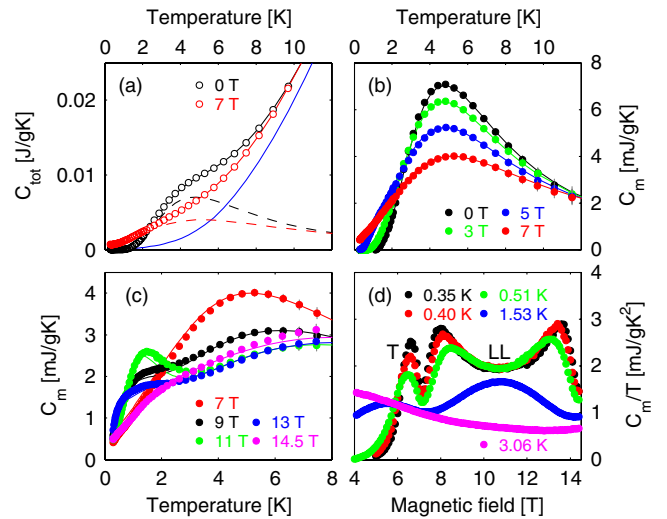 Temperature [K]
Temperature [K]
0 2 4 6 8 10
0 2 4 6 8 10
(a)
0 T
7 T
0.02
0.01
0
C_tot [J/gK]
(b)
0 T
5 T
3 T
7 T
8
6
4
2
0
C_m [mJ/gK]
(c)
7 T
9 T
13 T
11 T
14.5 T
4
3
2
1
0
C_m [mJ/gK]
0 2 4 6 8
Temperature [K]
(d)
0.35 K
0.51 K
0.40 K
1.53 K
T
LL
3.06 K
4
3
2
1
0
C_m/T [mJ/gK²]
4 6 8 10 12 14
Magnetic field [T]